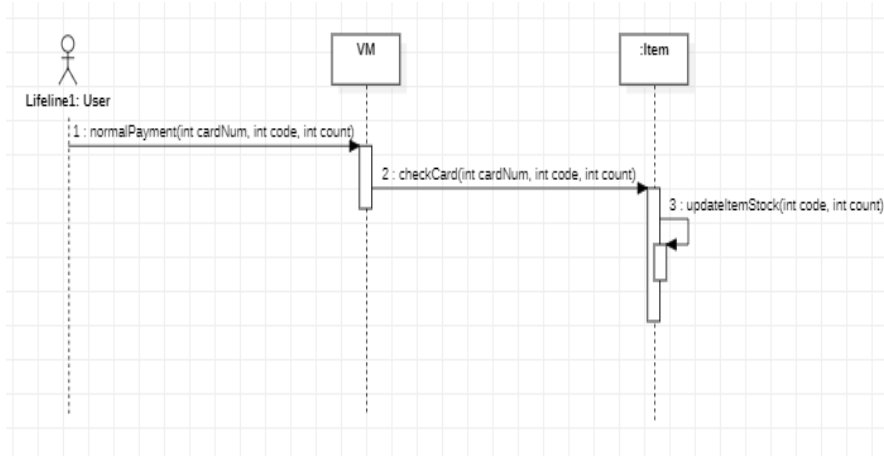 VM
:Item
Lifeline1: User
1 : normalPayment(int cardNum, int code, int count)
2 : checkCard(int cardNum, int code, int count)
3 : updateItemStock(int code, int count)